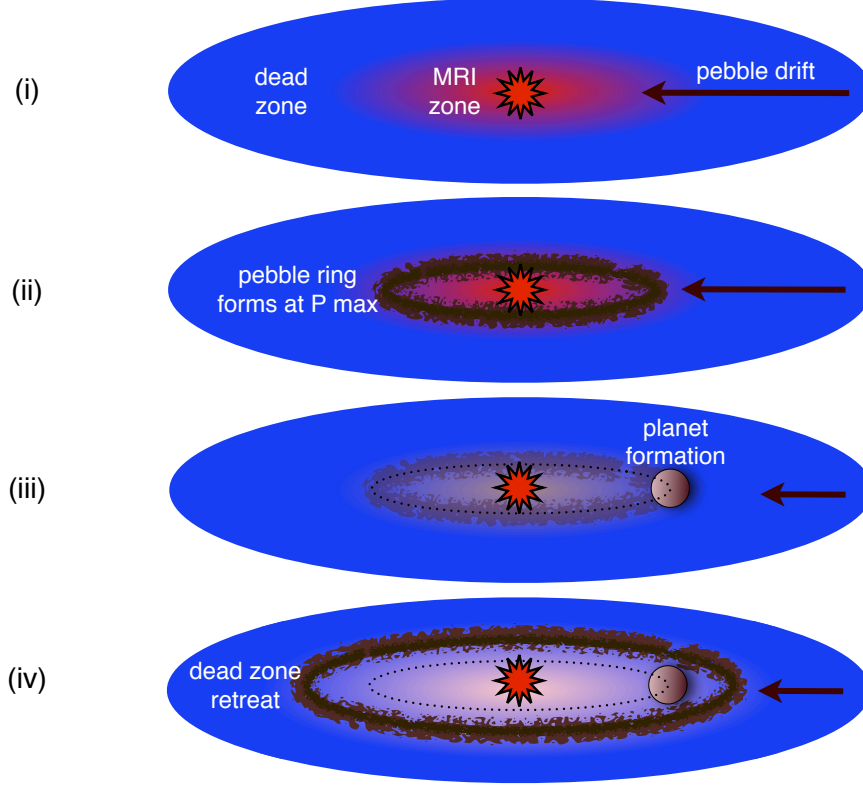 (i)
dead
zone
MRI
zone
pebble drift
(ii)
pebble ring
forms at P max
(iii)
planet
formation
(iv)
dead zone
retreat